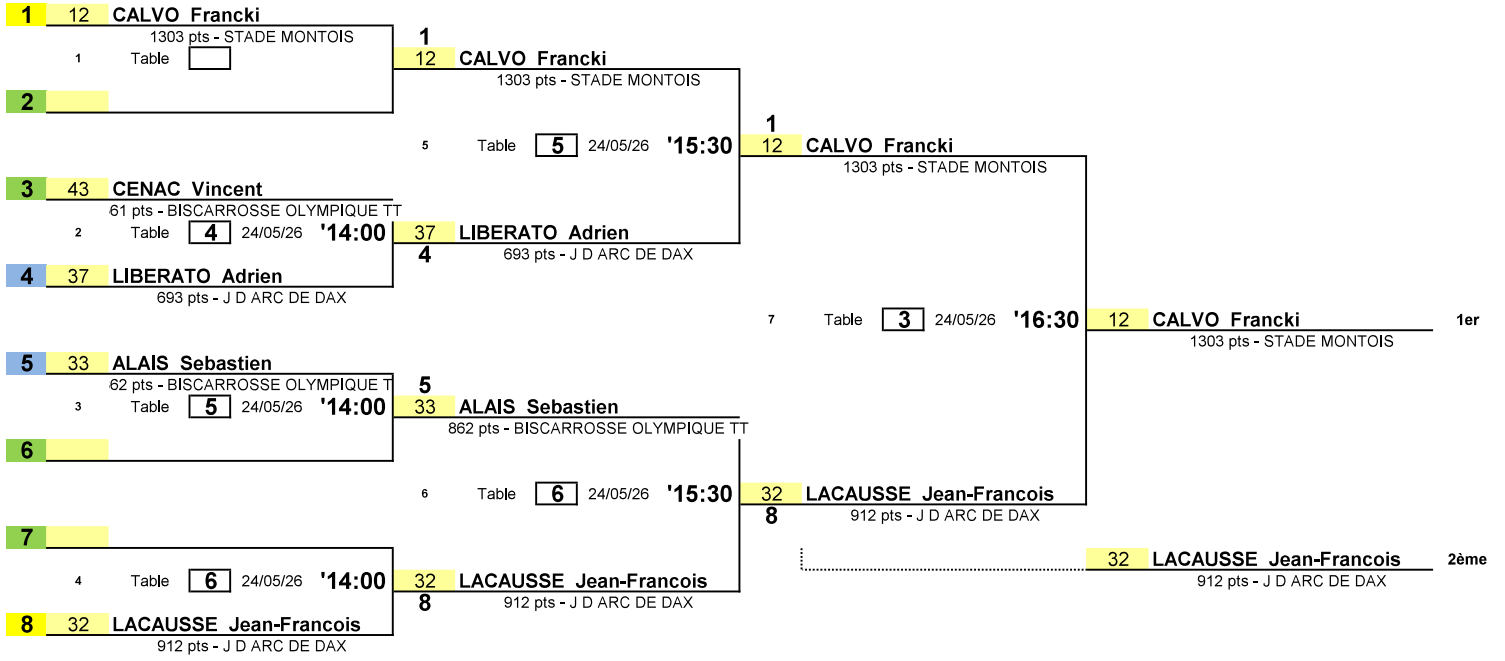 1 12 CALVO Francki
1303 pts - STADE MONTOIS
1
1 Table
12 CALVO Francki
1303 pts - STADE MONTOIS
2
1
5 Table 5 24/05/26 '15:30
12 CALVO Francki
1303 pts - STADE MONTOIS
3 43 CENAC Vincent
61 pts - BISCARROSSE OLYMPIQUE TT
2 Table 4 24/05/26 '14:00
37 LIBERATO Adrien
4
693 pts - J D ARC DE DAX
4 37 LIBERATO Adrien
693 pts - J D ARC DE DAX
7 Table 3 24/05/26 '16:30
12 CALVO Francki 1er
1303 pts - STADE MONTOIS
5 33 ALAIS Sebastien
62 pts - BISCARROSSE OLYMPIQUE T
5
3 Table 5 24/05/26 '14:00
33 ALAIS Sebastien
862 pts - BISCARROSSE OLYMPIQUE TT
6
6 Table 6 24/05/26 '15:30
32 LACAUSSE Jean-Francois
8
912 pts - J D ARC DE DAX
7
32 LACAUSSE Jean-Francois 2ème
912 pts - J D ARC DE DAX
4 Table 6 24/05/26 '14:00
32 LACAUSSE Jean-Francois
8
912 pts - J D ARC DE DAX
8 32 LACAUSSE Jean-Francois
912 pts - J D ARC DE DAX